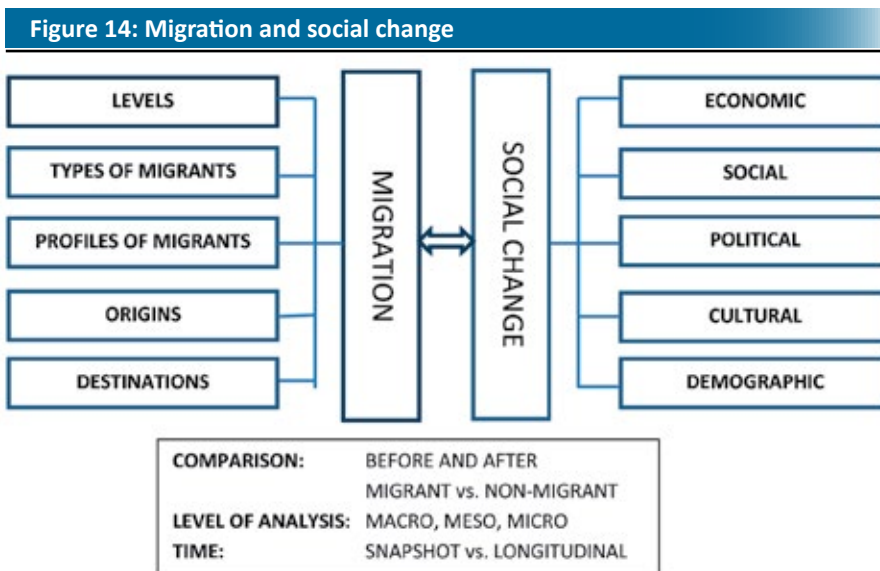 Figure 14: Migration and social change
LEVELS
TYPES OF MIGRANTS
PROFILES OF MIGRANTS
ORIGINS
DESTINATIONS
MIGRATION
SOCIAL CHANGE
ECONOMIC
SOCIAL
POLITICAL
CULTURAL
DEMOGRAPHIC
COMPARISON: BEFORE AND AFTER
MIGRANT vs. NON-MIGRANT
LEVEL OF ANALYSIS: MACRO, MESO, MICRO
TIME: SNAPSHOT vs. LONGITUDINAL